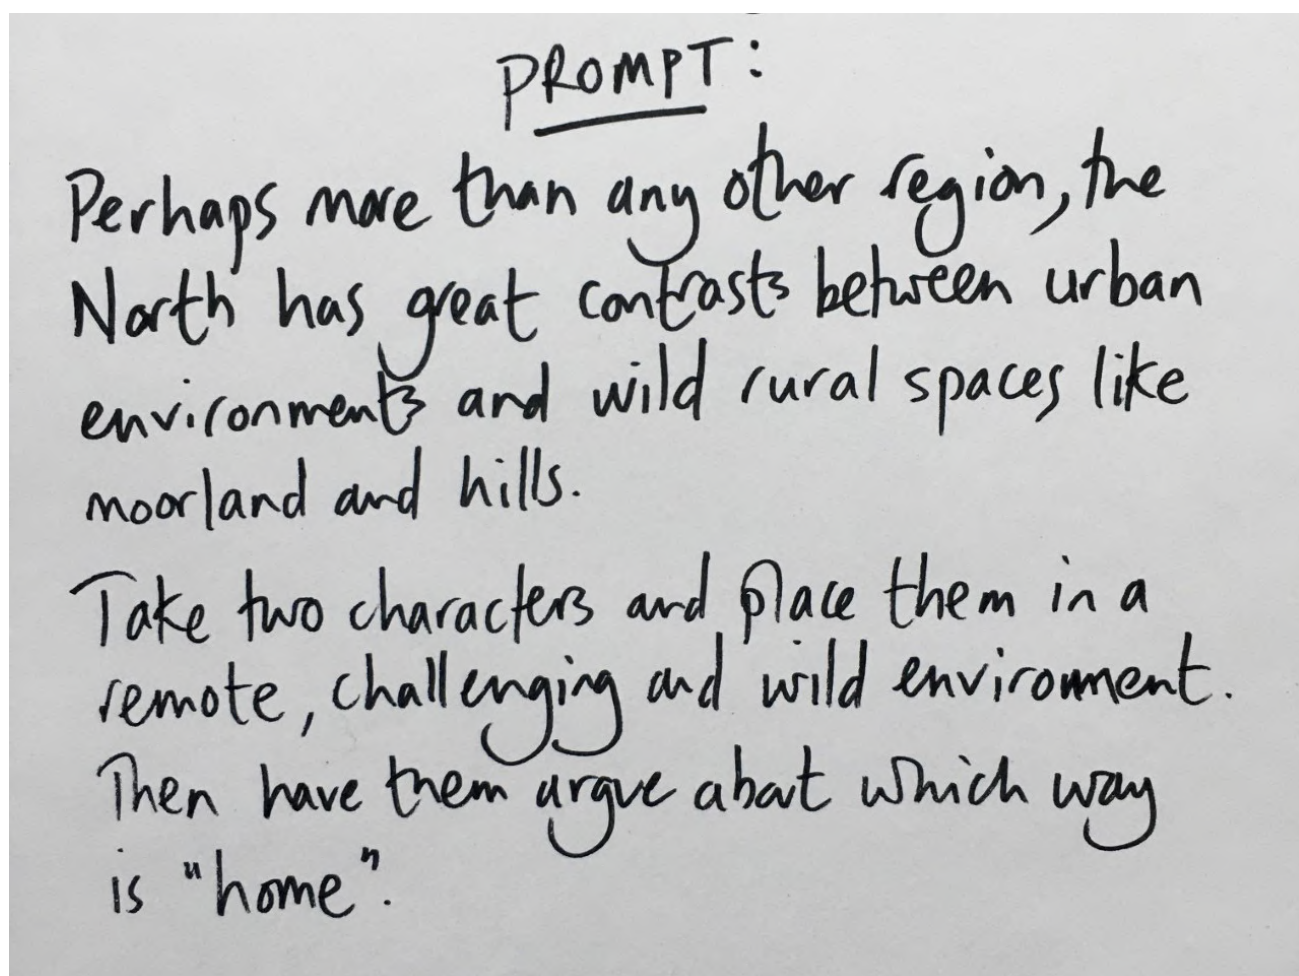 PROMPT:
Perhaps more than any other region, the
North has great contrasts between urban
environments and wild rural spaces like
moorland and hills.
Take two characters and place them in a
remote, challenging and wild environment.
Then have them argue about which way
is "home".